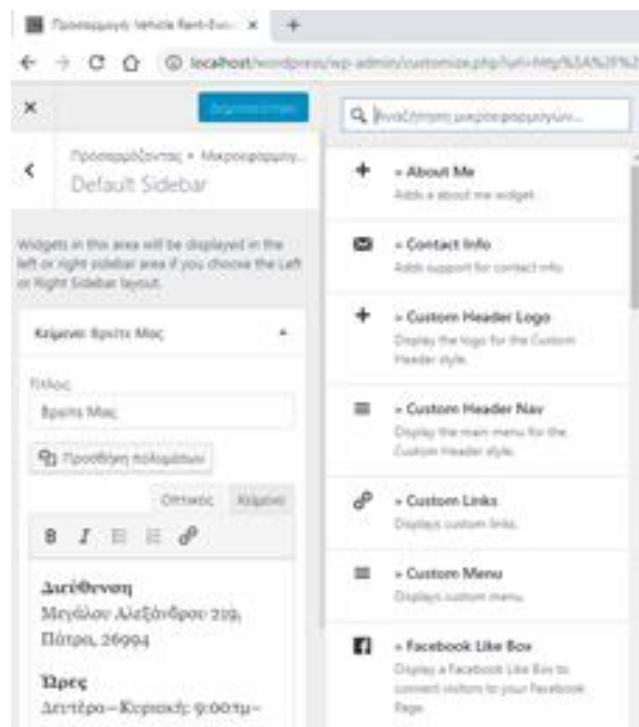 Προσαρμογή: Vehicle Rent-
localhost/wordpress/wp-admin/customize.php?url=http%3A%2F%2
Δημοσιεύτηκε
Αναζήτηση μικροεφαρμογών...
Προσαρμόζοντας • Μικροεφαρμογ...
Default Sidebar
Widgets in this area will be displayed in the
left or right sidebar area if you choose the Left
or Right Sidebar layout.
Κείμενο: Βρείτε Μας
Τίτλος:
Βρείτε Μας
Προσθήκη πολυμέσων
Οπτικός
Κείμενο
B I
Διεύθυνση
Μεγάλου Αλεξάνδρου 219,
Πάτρα, 26994
Ώρες
Δευτέρα—Κυριακή: 9:00τμ–
» About Me
Adds a about me widget.
» Contact Info
Adds support for contact info.
» Custom Header Logo
Display the logo for the Custom
Header style.
» Custom Header Nav
Display the main menu for the
Custom Header style.
» Custom Links
Displays custom links.
» Custom Menu
Displays custom menu.
» Facebook Like Box
Display a Facebook Like Box to
connect visitors to your Facebook
Page.